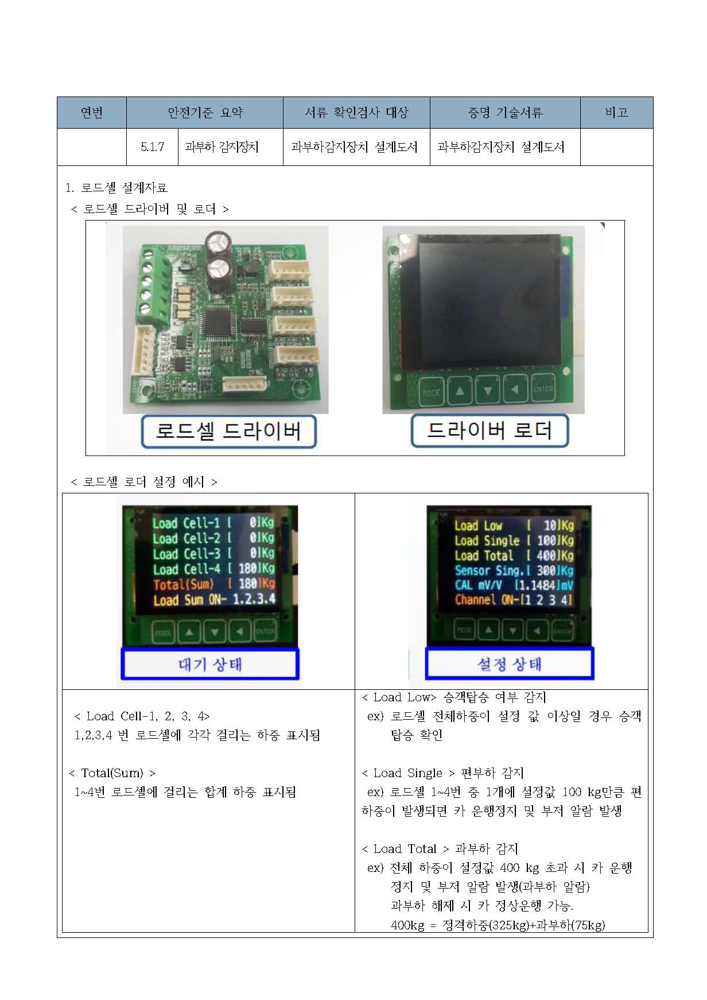 연번 안전기준 요약 서류 확인검사 대상 증명 기술서류 비고
5.1.7 과부하 감지장치 과부하감지장치 설계도서 과부하감지장치 설계도서
1. 로드셀 설계자료
< 로드셀 드라이버 및 로더 >
MODE ▲ ▼ ◀ ENTER
로드셀 드라이버
드라이버 로더
< 로드셀 로더 설정 예시 >
Load Cell-1 [ 0]Kg
Load Cell-2 [ 0]Kg
Load Cell-3 [ 0]Kg
Load Cell-4 [ 180]Kg
Total(Sum) [ 180]Kg
Load Sum ON- 1.2.3.4
MODE ▲ ▼ ◀ ENTER
대기 상태
Load Low [ 10]Kg
Load Single [ 100]Kg
Load Total [ 400]Kg
Sensor Sing.[ 300]Kg
CAL mV/V [1.1484]mV
Channel ON-[1 2 3 4]
MODE ▲ ▼ ◀ ENTER
설정 상태
< Load Cell-1, 2, 3, 4>
1,2,3,4 번 로드셀에 각각 걸리는 하중 표시됨
< Total(Sum) >
1~4번 로드셀에 걸리는 합계 하중 표시됨
< Load Low> 승객탑승 여부 감지
ex) 로드셀 전체하중이 설정 값 이상일 경우 승객
탑승 확인
< Load Single > 편부하 감지
ex) 로드셀 1~4번 중 1개에 설정값 100 kg만큼 편
하중이 발생되면 카 운행정지 및 부저 알람 발생
< Load Total > 과부하 감지
ex) 전체 하중이 설정값 400 kg 초과 시 카 운행
정지 및 부저 알람 발생(과부하 알람)
과부하 해제 시 카 정상운행 가능.
400kg = 정격하중(325kg)+과부하(75kg)